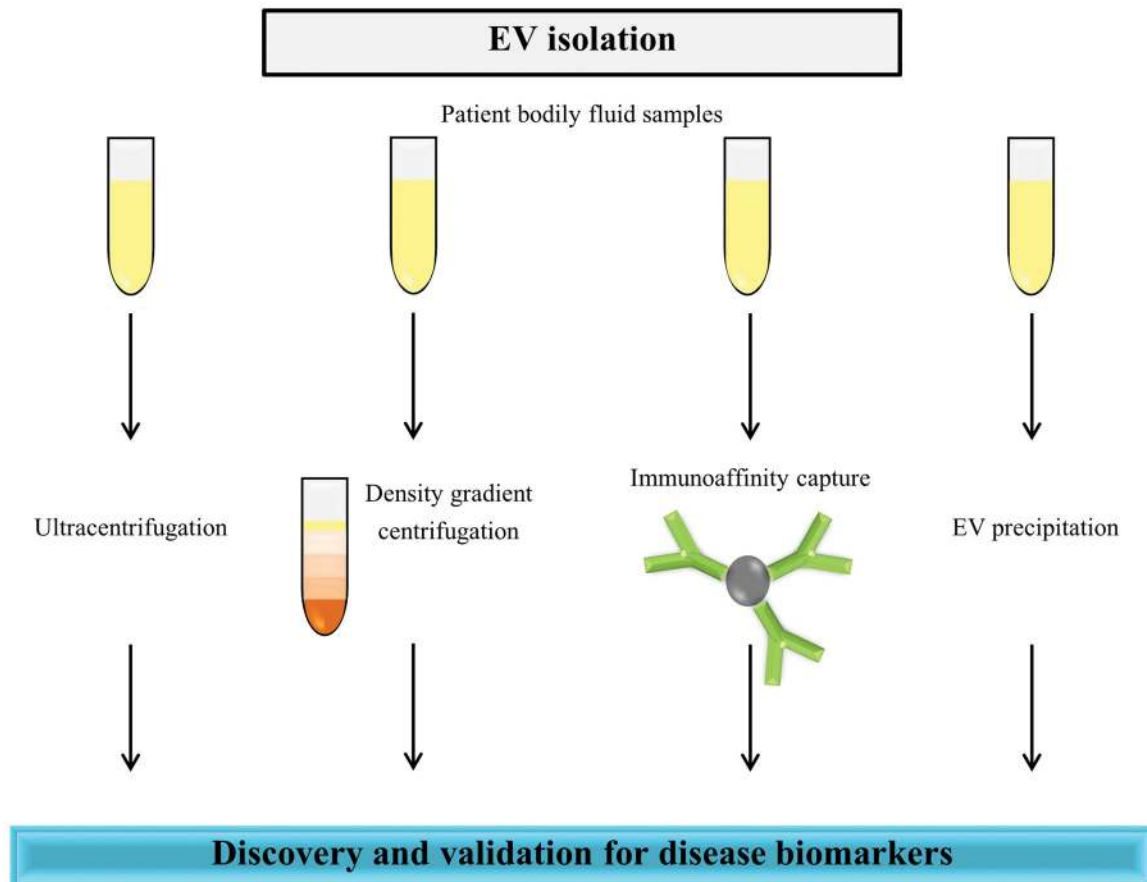 EV isolation
Patient bodily fluid samples
Ultracentrifugation
Density gradient
centrifugation
Immunoaffinity capture
EV precipitation
Discovery and validation for disease biomarkers